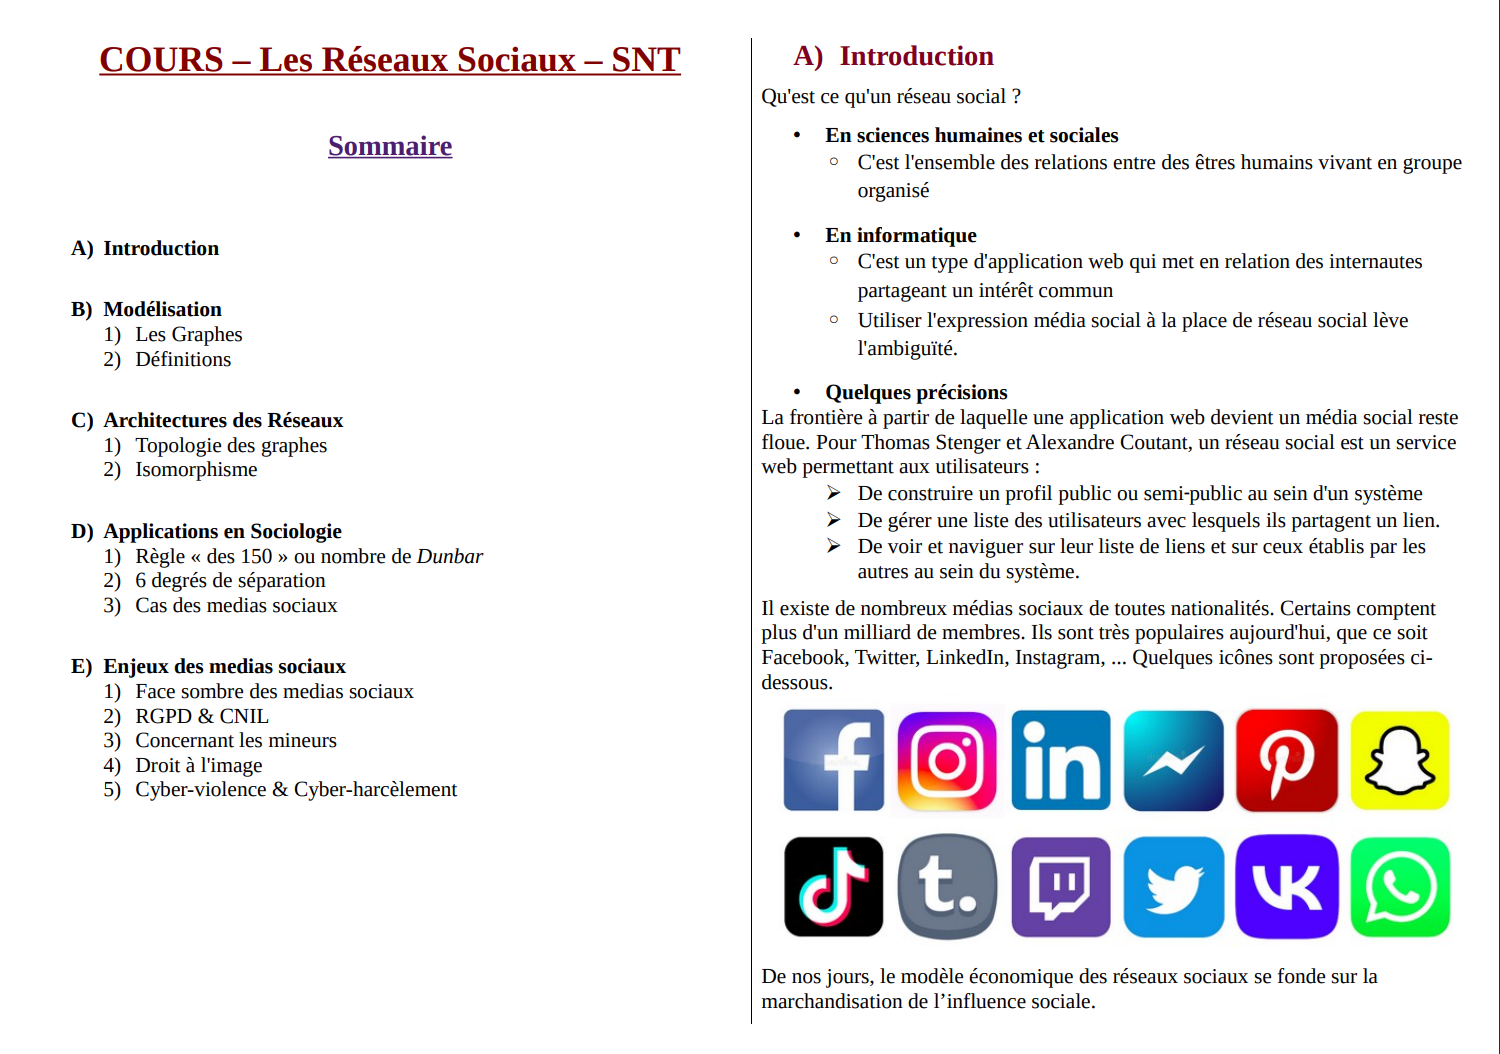 COURS – Les Réseaux Sociaux – SNT
Sommaire
A) Introduction
B) Modélisation
1) Les Graphes
2) Définitions
C) Architectures des Réseaux
1) Topologie des graphes
2) Isomorphisme
D) Applications en Sociologie
1) Règle « des 150 » ou nombre de Dunbar
2) 6 degrés de séparation
3) Cas des medias sociaux
E) Enjeux des medias sociaux
1) Face sombre des medias sociaux
2) RGPD & CNIL
3) Concernant les mineurs
4) Droit à l'image
5) Cyber-violence & Cyber-harcèlement
A) Introduction
Qu'est ce qu'un réseau social ?
• En sciences humaines et sociales
○ C'est l'ensemble des relations entre des êtres humains vivant en groupe
organisé
• En informatique
○ C'est un type d'application web qui met en relation des internautes
partageant un intérêt commun
○ Utiliser l'expression média social à la place de réseau social lève
l'ambiguïté.
• Quelques précisions
La frontière à partir de laquelle une application web devient un média social reste
floue. Pour Thomas Stenger et Alexandre Coutant, un réseau social est un service
web permettant aux utilisateurs :
➢ De construire un profil public ou semi-public au sein d'un système
➢ De gérer une liste des utilisateurs avec lesquels ils partagent un lien.
➢ De voir et naviguer sur leur liste de liens et sur ceux établis par les
autres au sein du système.
Il existe de nombreux médias sociaux de toutes nationalités. Certains comptent
plus d'un milliard de membres. Ils sont très populaires aujourd'hui, que ce soit
Facebook, Twitter, LinkedIn, Instagram, ... Quelques icônes sont proposées ci-
dessous.
f in
t. VK
De nos jours, le modèle économique des réseaux sociaux se fonde sur la
marchandisation de l’influence sociale.